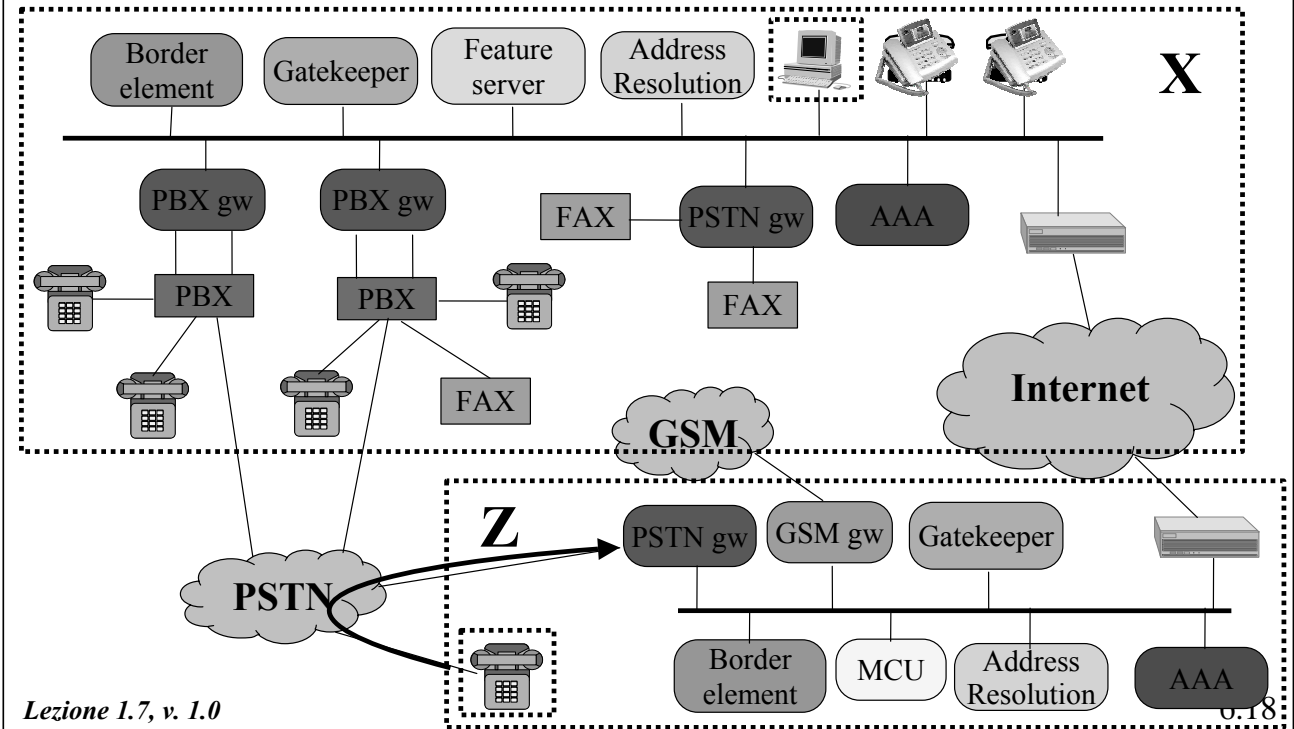 Border
element
Gatekeeper
Feature
server
Address
Resolution
X
PBX gw
PBX gw
FAX
PSTN gw
AAA
PBX
PBX
FAX
FAX
Internet
GSM
Z
PSTN gw
GSM gw
Gatekeeper
PSTN
Border
element
MCU
Address
Resolution
AAA
Lezione 1.7, v. 1.0
6.18